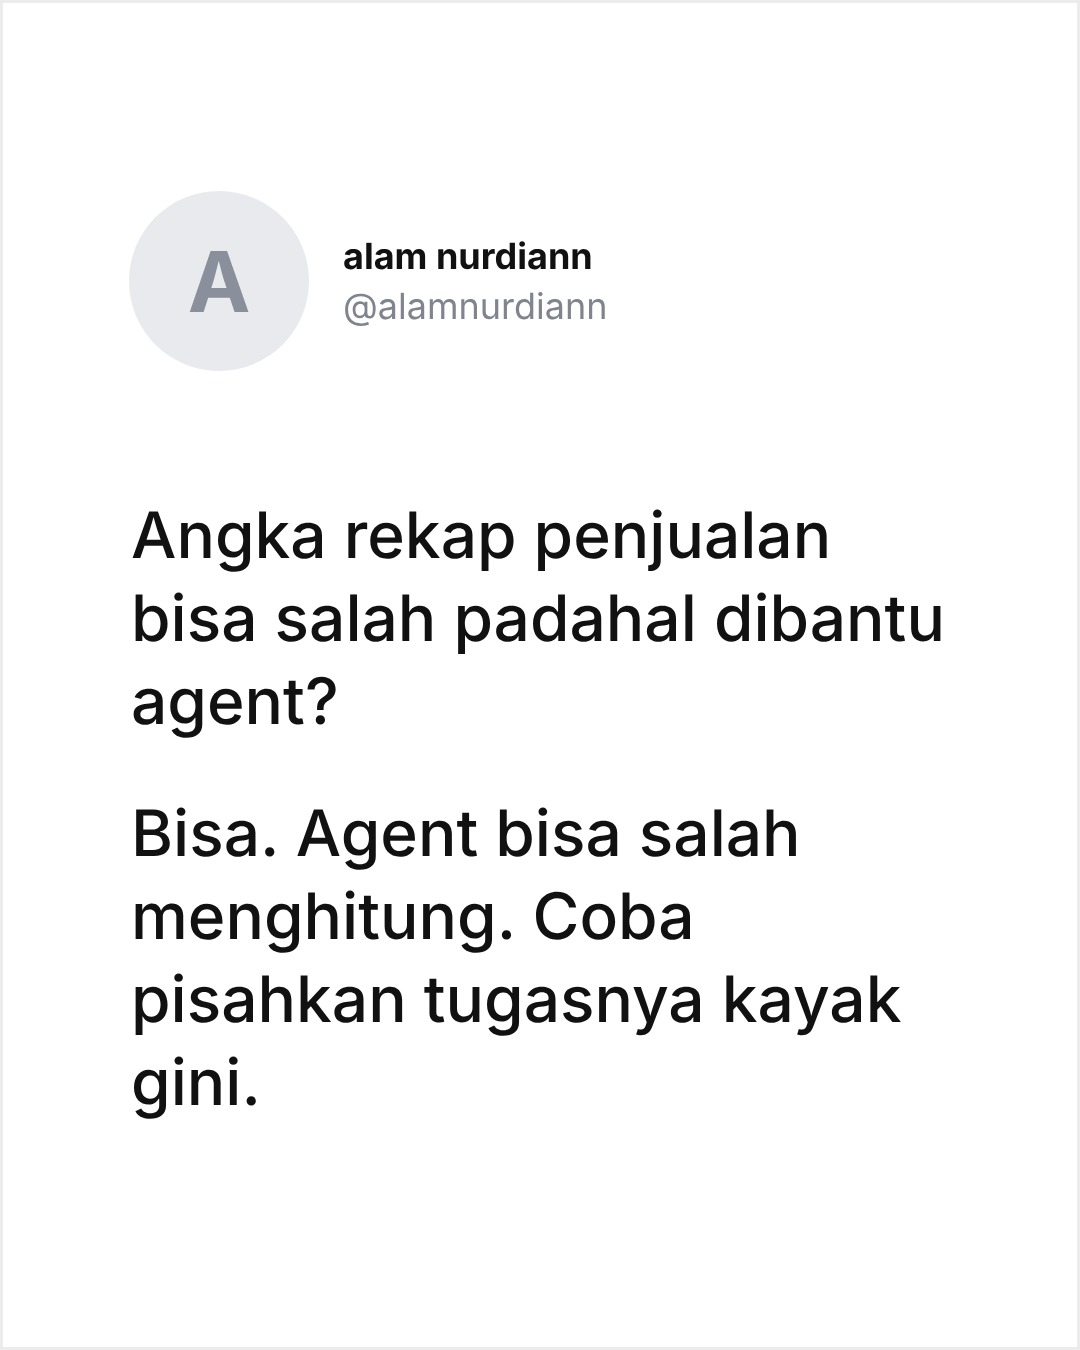 A
alam nurdiann
@alamnurdiann
Angka rekap penjualan
bisa salah padahal dibantu
agent?
Bisa. Agent bisa salah
menghitung. Coba
pisahkan tugasnya kayak
gini.